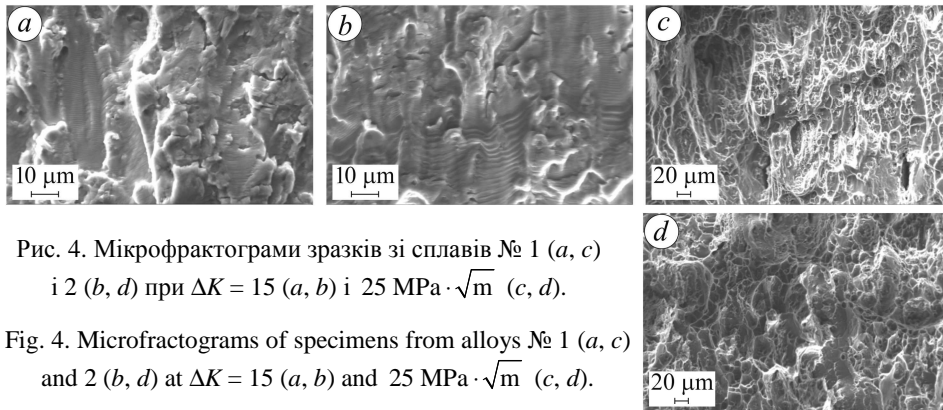 a
b
c
10 μm
10 μm
20 μm
d
20 μm
Рис. 4. Мікрофрактограми зразків зі сплавів № 1 (a, c)
і 2 (b, d) при ΔK = 15 (a, b) і 25 MPa · √m (c, d).
Fig. 4. Microfractograms of specimens from alloys № 1 (a, c)
and 2 (b, d) at ΔK = 15 (a, b) and 25 MPa · √m (c, d).